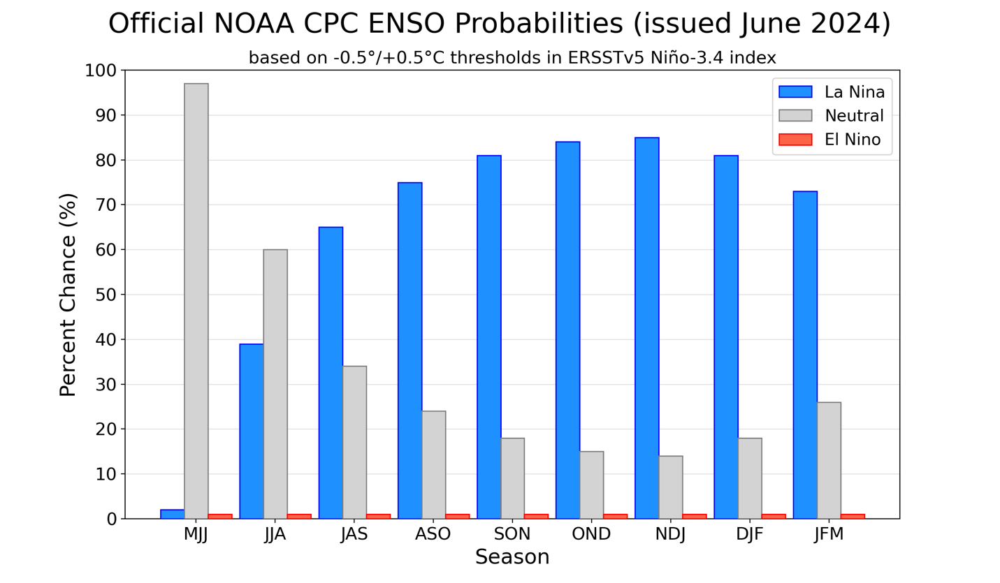 Official NOAA CPC ENSO Probabilities (issued June 2024)
based on -0.5°/+0.5°C thresholds in ERSSTv5 Niño-3.4 index
La Nina
Neutral
El Nino
Percent Chance (%)
100
90
80
70
60
50
40
30
20
10
0
MJJ JJA JAS ASO SON OND NDJ DJF JFM
Season